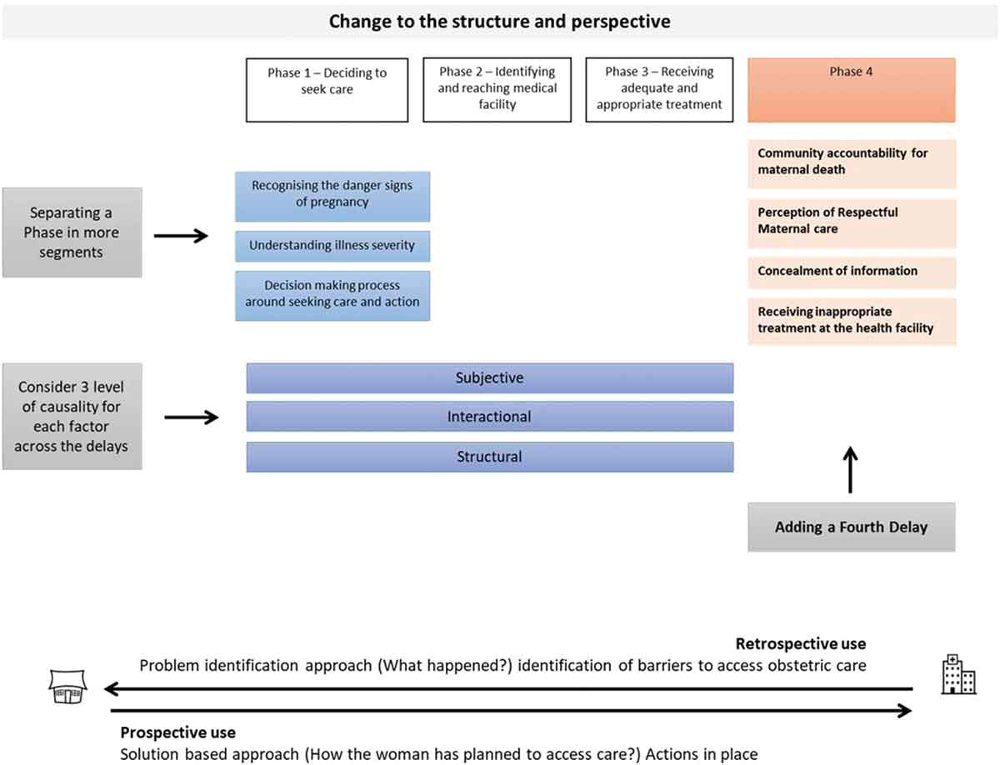 Change to the structure and perspective
Phase 1 – Deciding to
seek care
Phase 2 – Identifying
and reaching medical
facility
Phase 3 – Receiving
adequate and
appropriate treatment
Phase 4
Separating a
Phase in more
segments
Recognising the danger signs
of pregnancy
Understanding illness severity
Decision making process
around seeking care and action
Community accountability for
maternal death
Perception of Respectful
Maternal care
Concealment of information
Receiving inappropriate
treatment at the health facility
Consider 3 level
of causality for
each factor
across the delays
Subjective
Interactional
Structural
Adding a Fourth Delay
Retrospective use
Problem identification approach (What happened?) identification of barriers to access obstetric care
Prospective use
Solution based approach (How the woman has planned to access care?) Actions in place